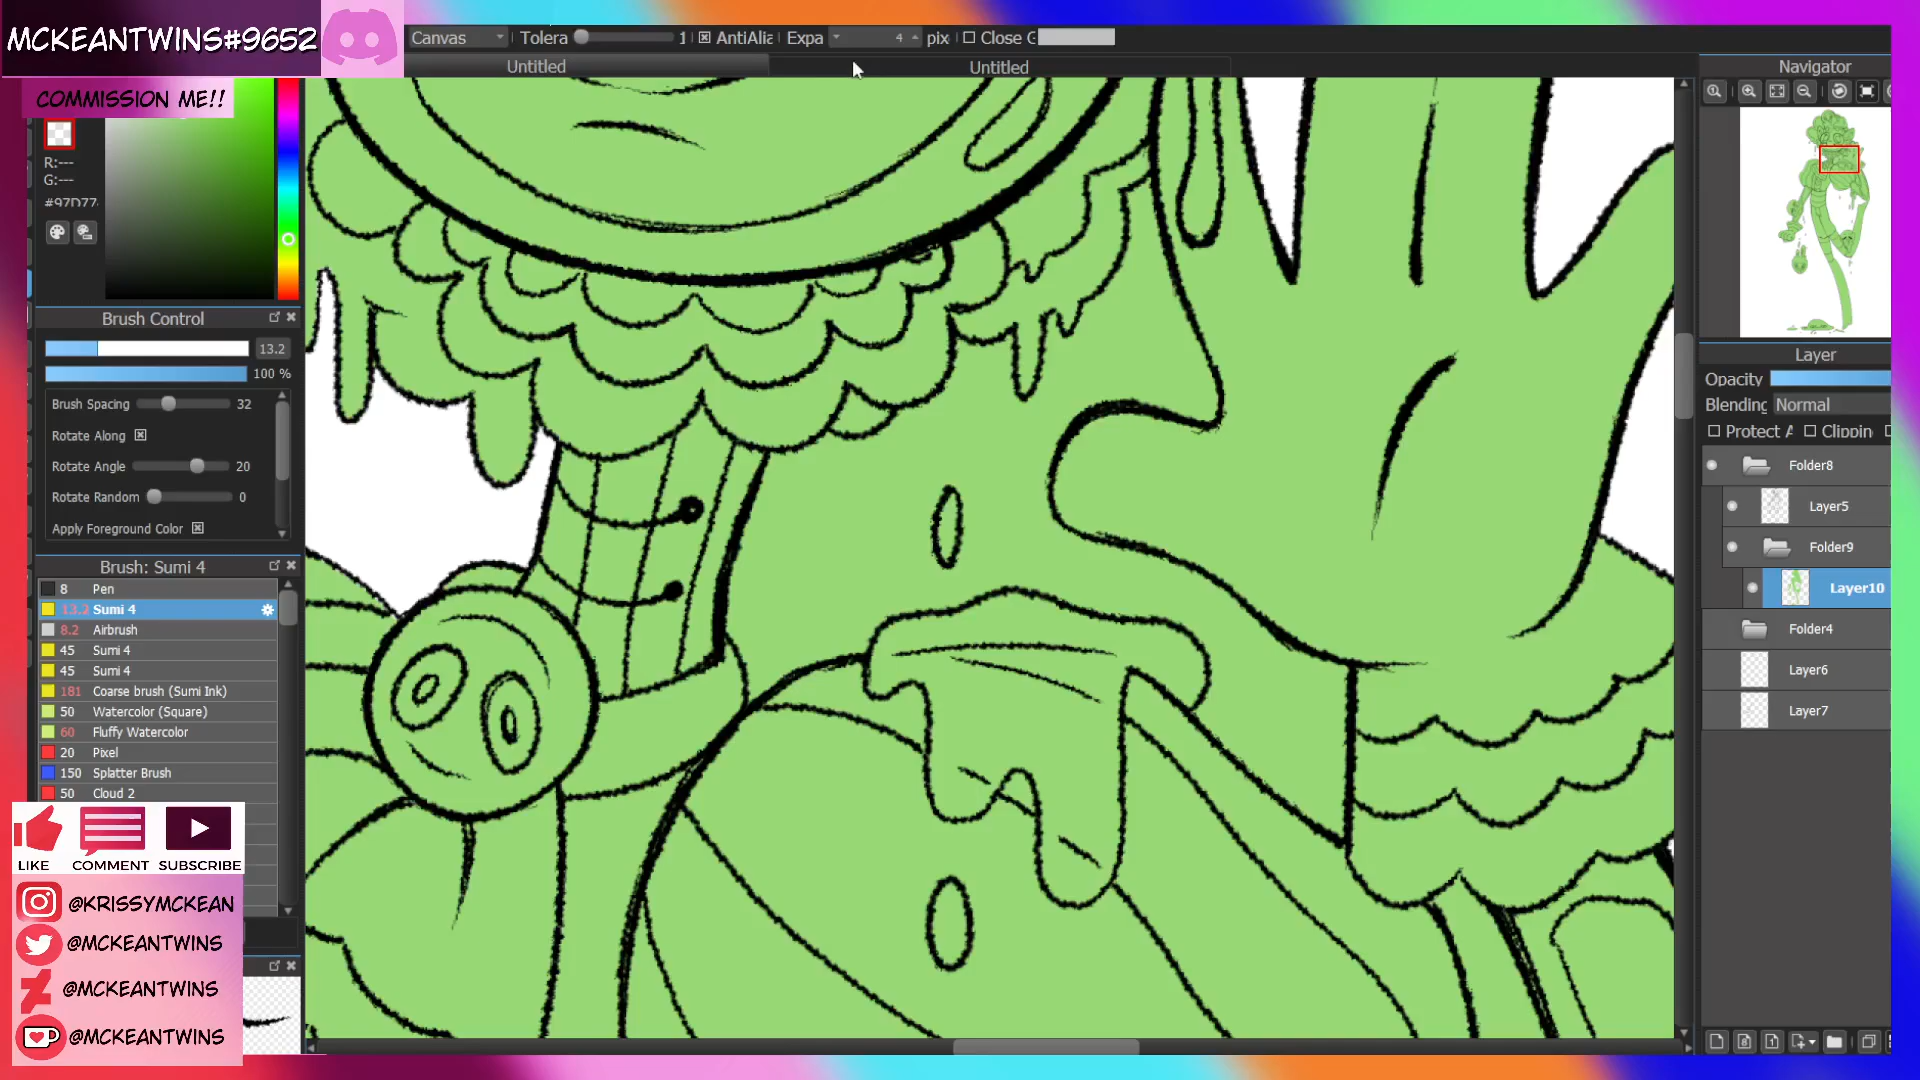 MCKEANTWINS#9652
COMMISSION ME!!
Canvas
Tolera
1
AntiAlia
Expa
4
pix
Close G
Untitled
Untitled
Navigator
R:---
G:---
#97D77
Brush Control
13.2
100 %
Brush Spacing 32
Rotate Along
Rotate Angle 20
Rotate Random 0
Apply Foreground Color
Brush: Sumi 4
8 Pen
13.2 Sumi 4
8.2 Airbrush
45 Sumi 4
45 Sumi 4
181 Coarse brush (Sumi Ink)
50 Watercolor (Square)
60 Fluffy Watercolor
20 Pixel
150 Splatter Brush
50 Cloud 2
LIKE COMMENT SUBSCRIBE
@KRISSYMCKEAN
@MCKEANTWINS
@MCKEANTWINS
@MCKEANTWINS
Layer
Opacity
Blending Normal
Protect A
Clippin
Folder8
Layer5
Folder9
Layer10
Folder4
Layer6
Layer7